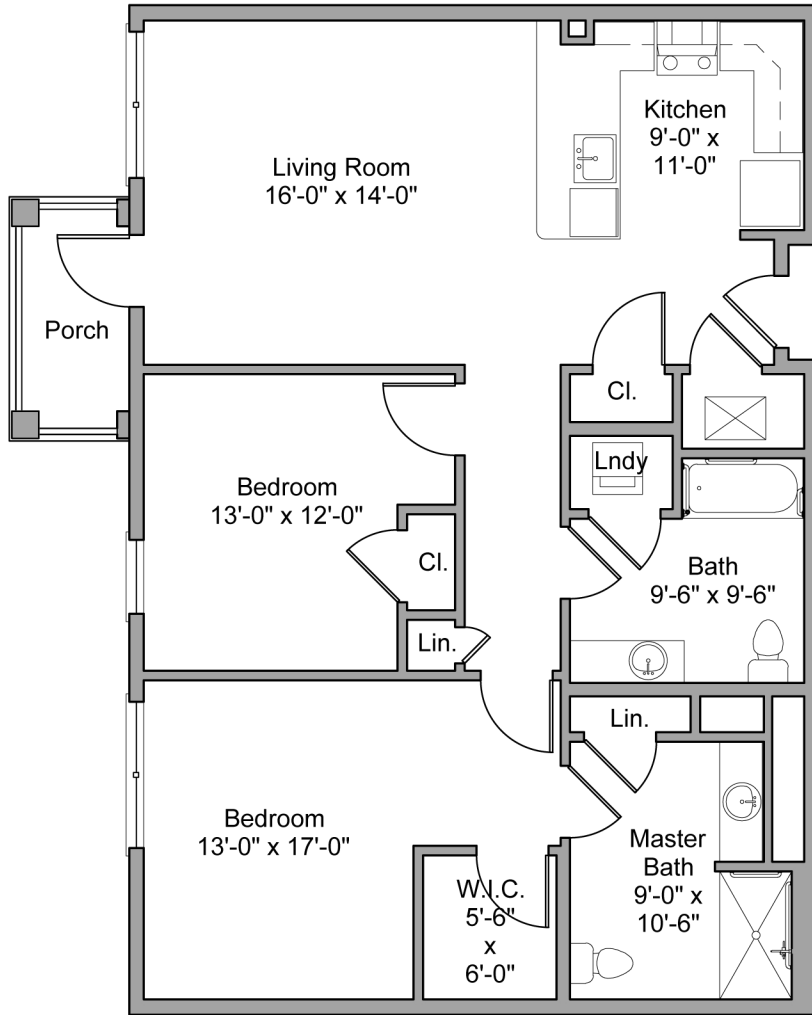 Kitchen
9'-0" x
11'-0"
Living Room
16'-0" x 14'-0"
Porch
Cl.
Lndy
Bedroom
13'-0" x 12'-0"
Cl.
Bath
9'-6" x 9'-6"
Lin.
Lin.
Bedroom
13'-0" x 17'-0"
Master
Bath
9'-0" x
10'-6"
W.I.C.
5'-6"
x
6'-0"